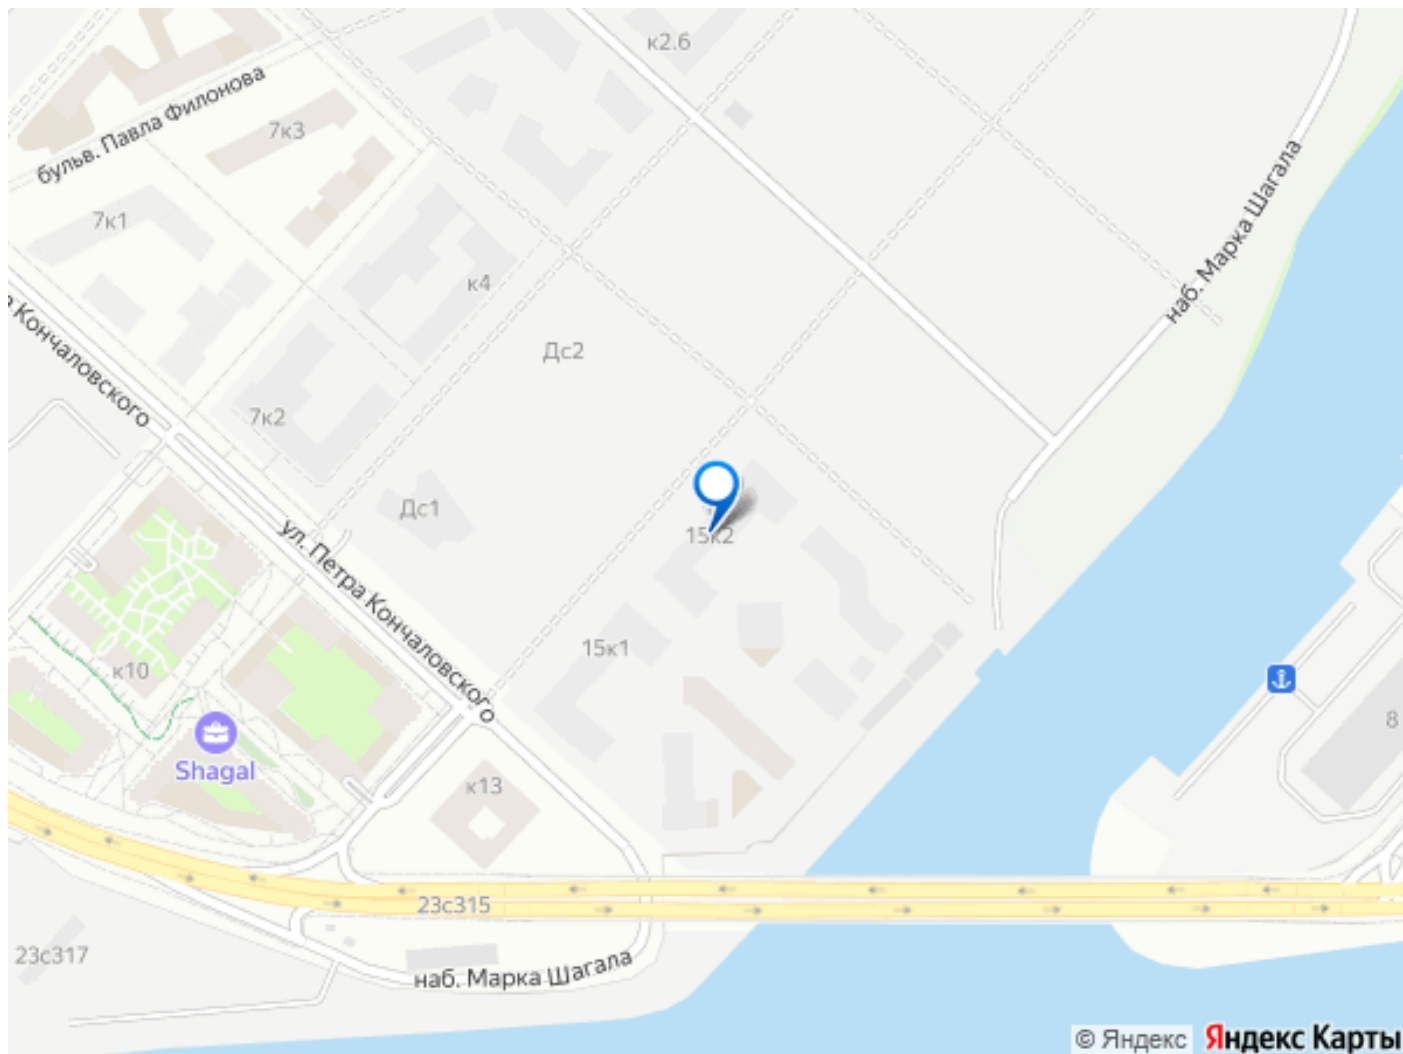 к2.6
бульв. Павла Филонова
7к3
7к1
наб. Марка Шагала
к4
Дс2
Кончаловского
7к2
Дс1
15к2
ул. Петра Кончаловского
15к1
к10
8
Shagal
к13
23с315
23с317
наб. Марка Шагала
© Яндекс Яндекс Карты